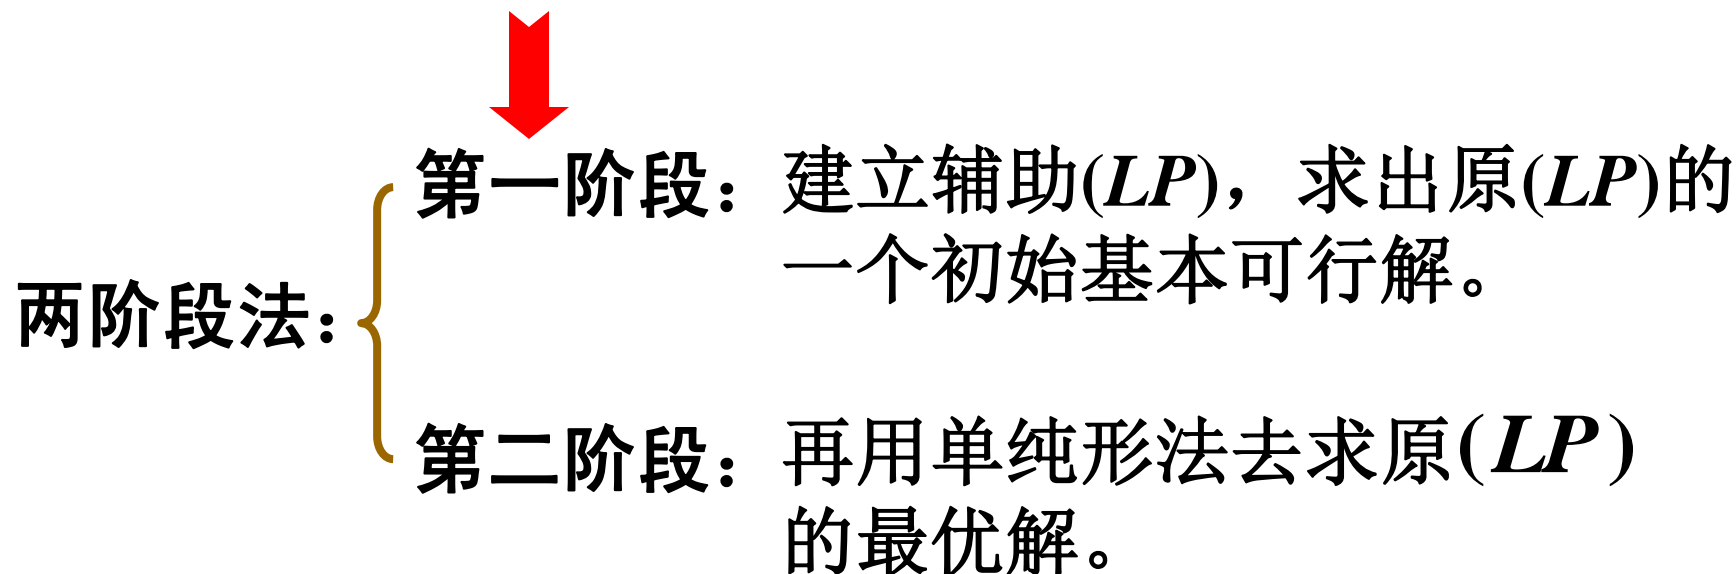 第一阶段：建立辅助(LP)，求出原(LP)的
一个初始基本可行解。
两阶段法：
第二阶段：再用单纯形法去求原(LP)
的最优解。